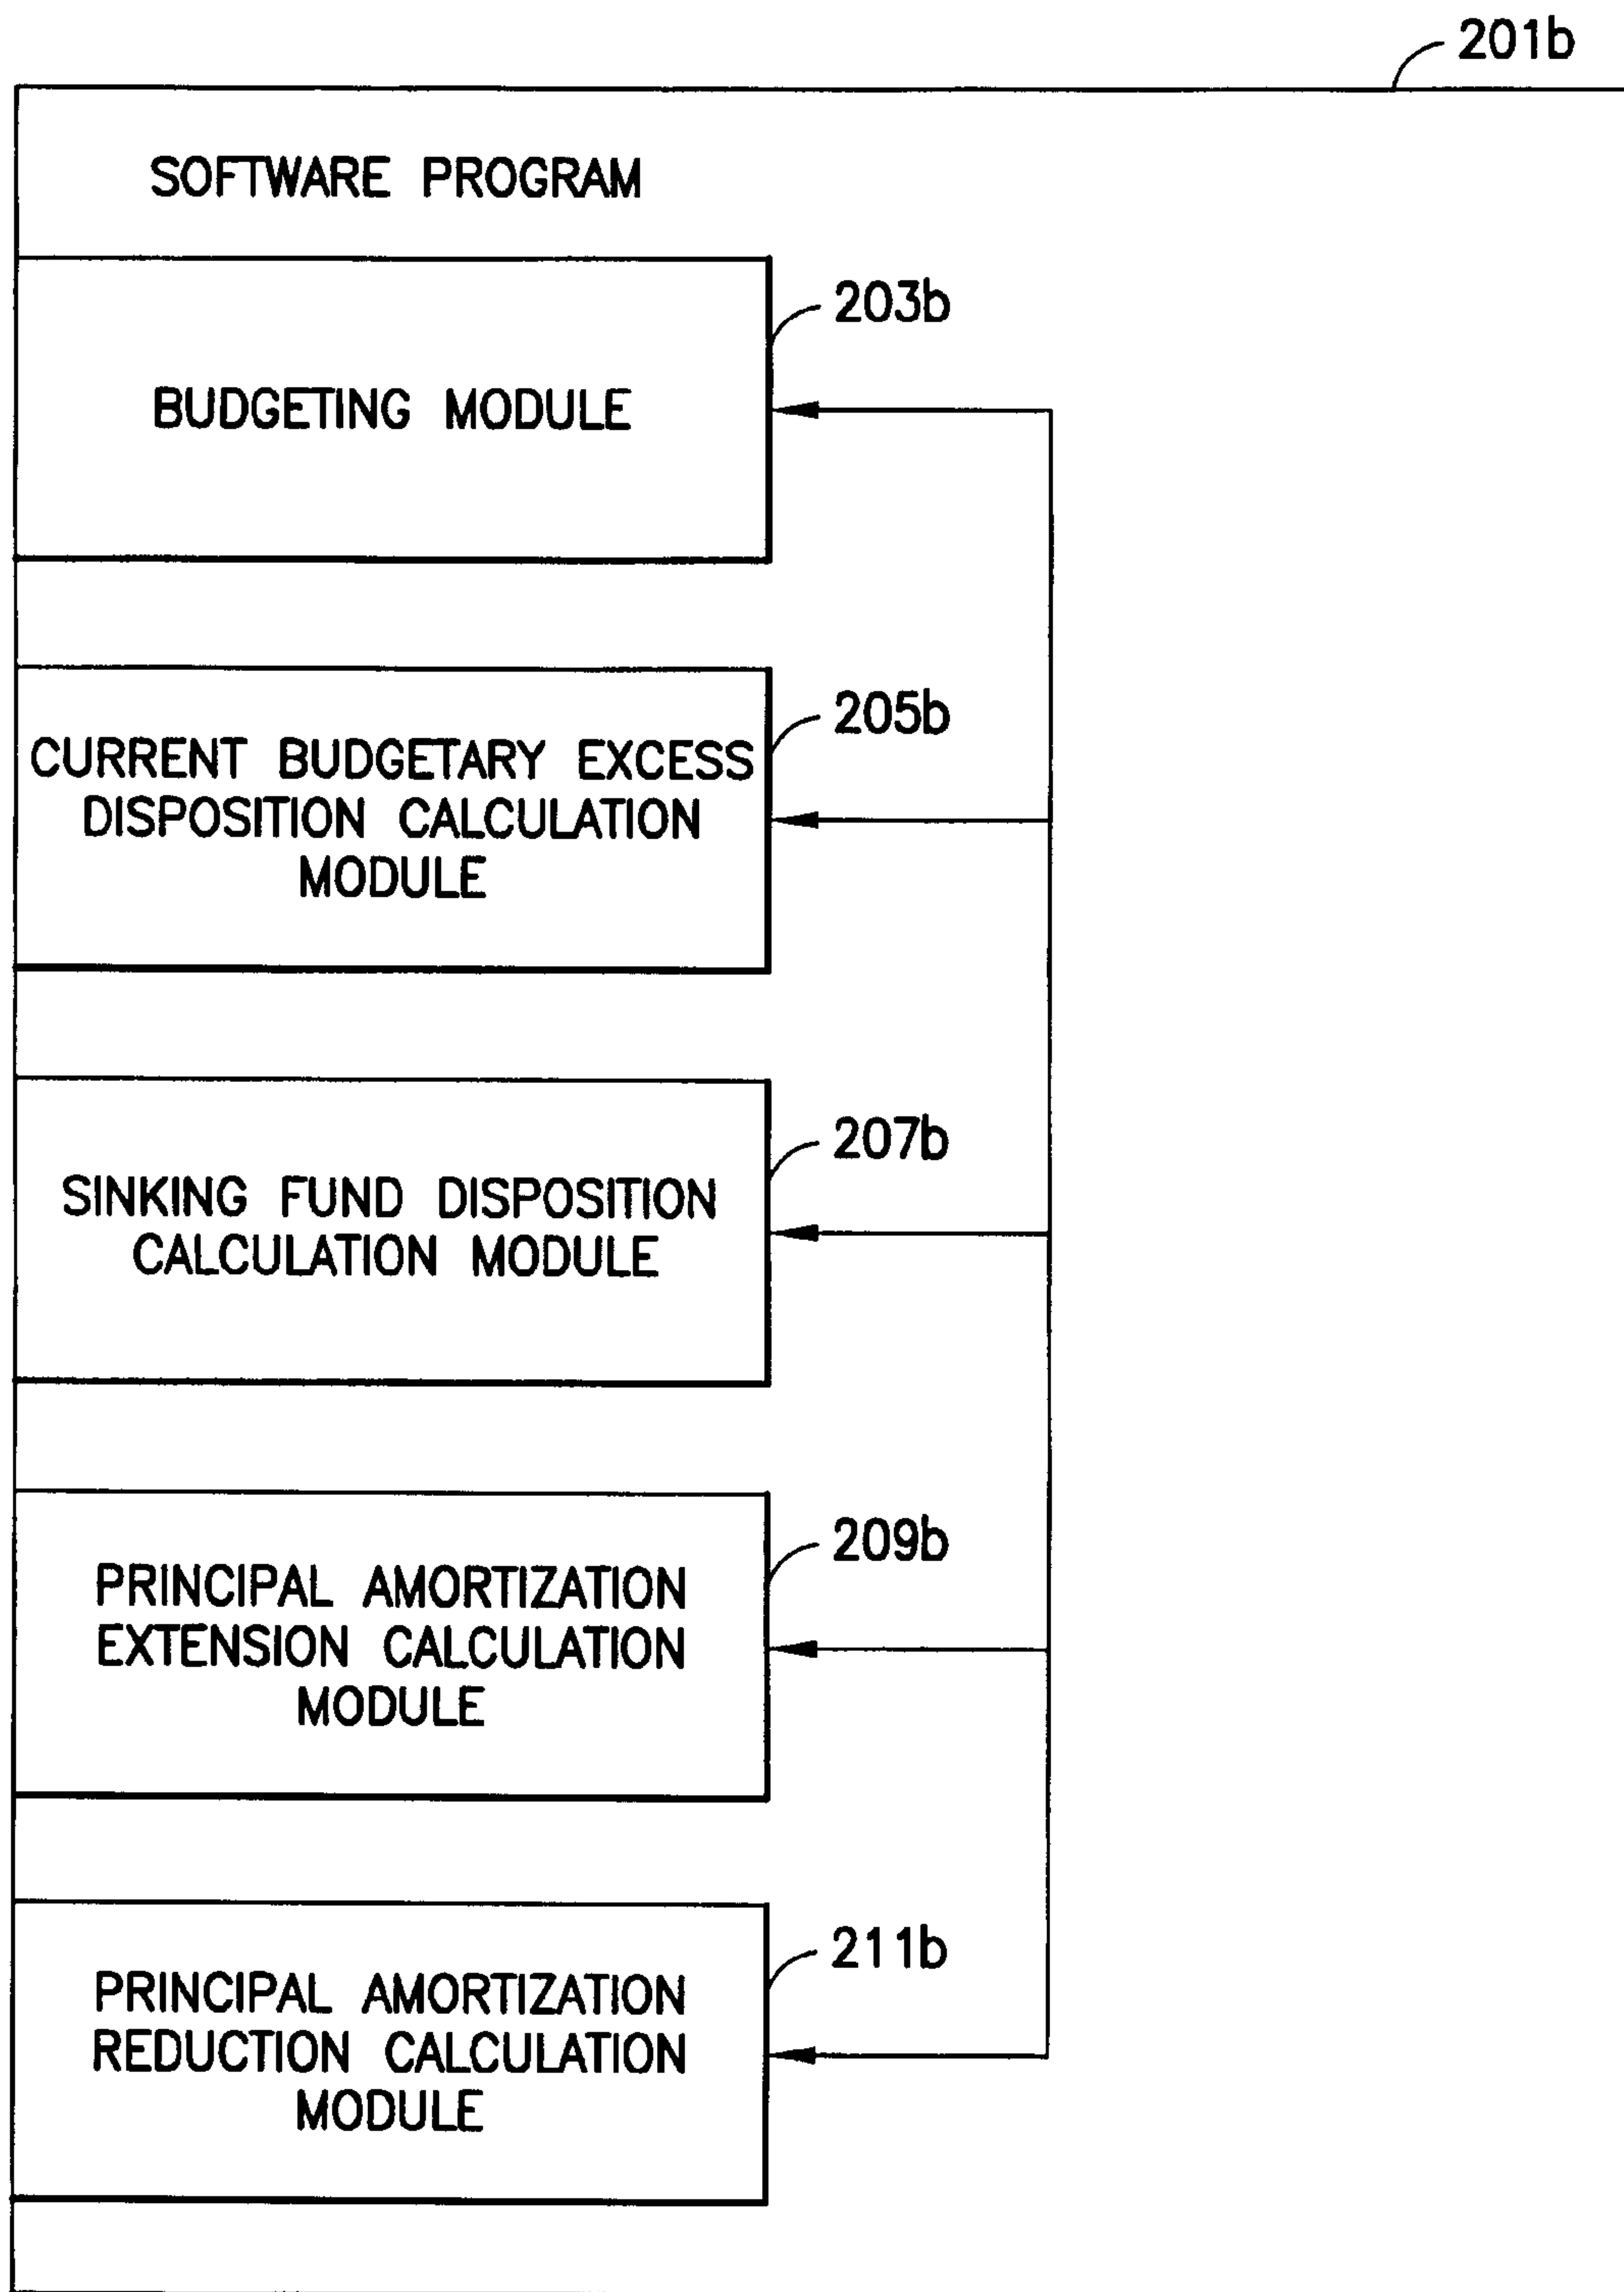 201b
SOFTWARE PROGRAM
203b
BUDGETING MODULE
205b
CURRENT BUDGETARY EXCESS
DISPOSITION CALCULATION
MODULE
207b
SINKING FUND DISPOSITION
CALCULATION MODULE
209b
PRINCIPAL AMORTIZATION
EXTENSION CALCULATION
MODULE
211b
PRINCIPAL AMORTIZATION
REDUCTION CALCULATION
MODULE